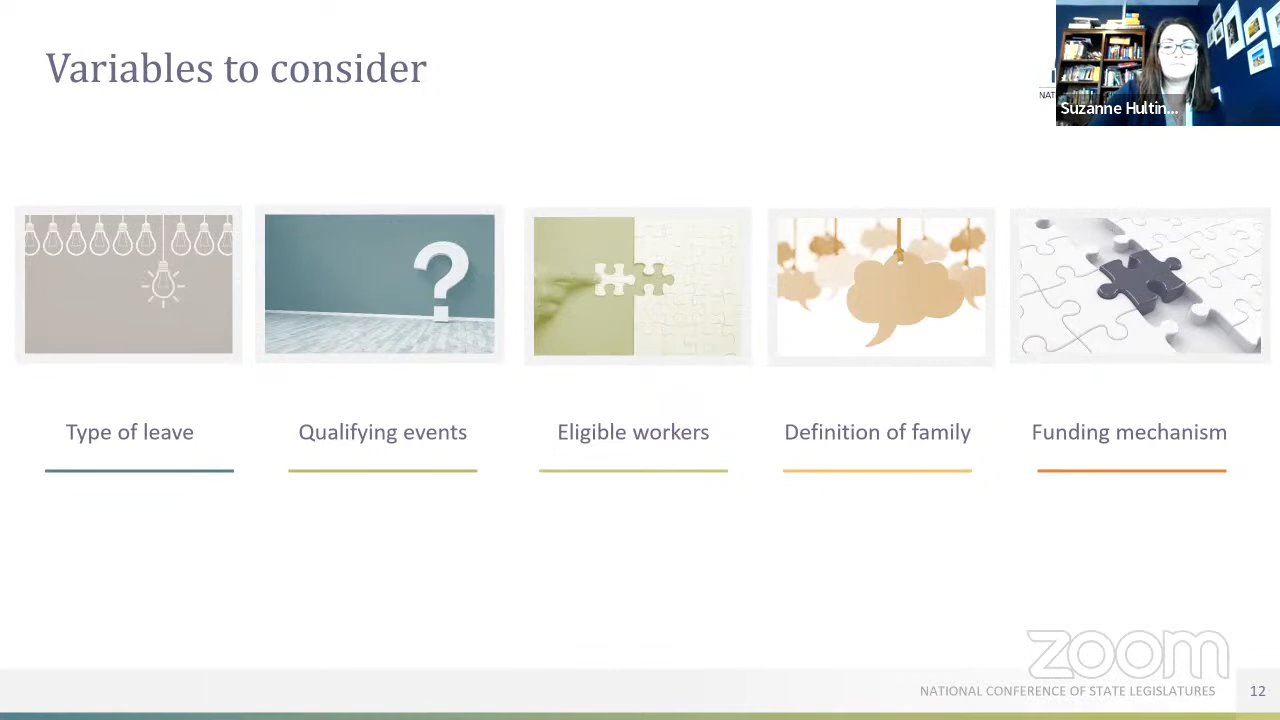 Variables to consider
NAT
Suzanne Hultin...
Type of leave
Qualifying events
Eligible workers
Definition of family
Funding mechanism
zoom
NATIONAL CONFERENCE OF STATE LEGISLATURES
12